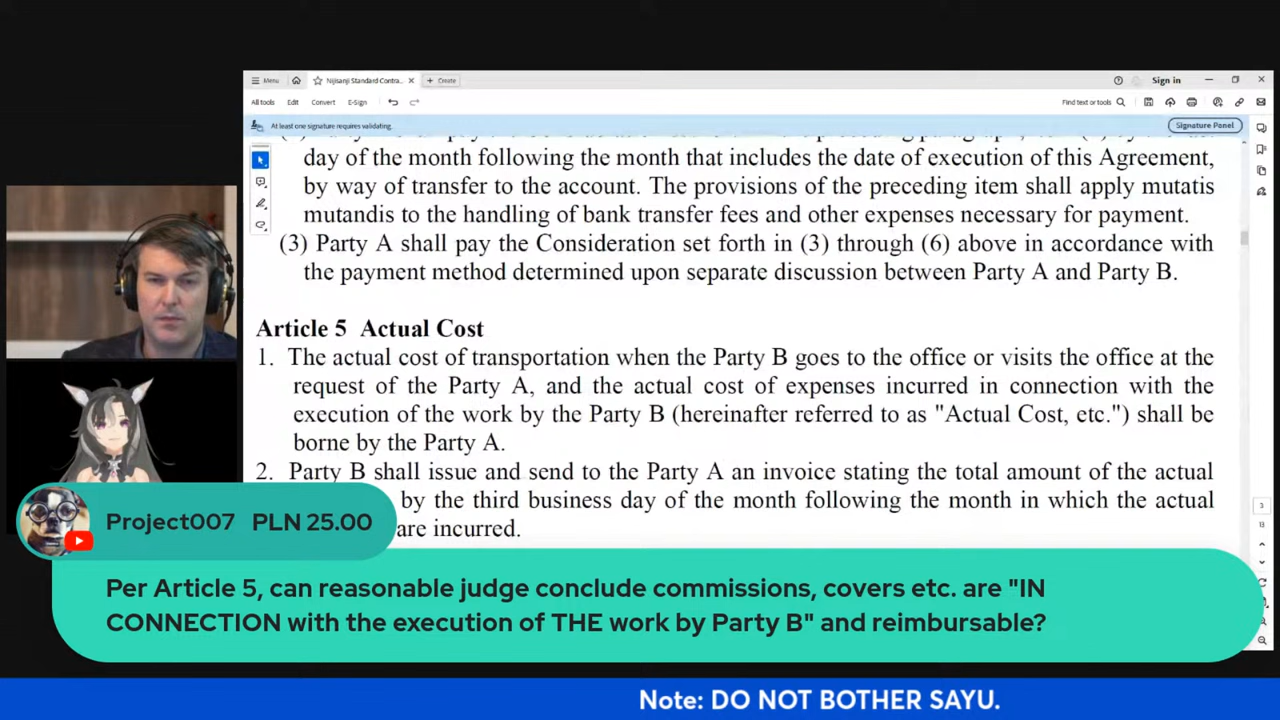 Menu
Nijisanji Standard Contra...
Create
Sign in
All tools
Edit
Convert
E-Sign
Find text or tools
At least one signature requires validating.
Signature Panel
day of the month following the month that includes the date of execution of this Agreement,
by way of transfer to the account. The provisions of the preceding item shall apply mutatis
mutandis to the handling of bank transfer fees and other expenses necessary for payment.
(3) Party A shall pay the Consideration set forth in (3) through (6) above in accordance with
the payment method determined upon separate discussion between Party A and Party B.
Article 5 Actual Cost
1. The actual cost of transportation when the Party B goes to the office or visits the office at the
request of the Party A, and the actual cost of expenses incurred in connection with the
execution of the work by the Party B (hereinafter referred to as "Actual Cost, etc.") shall be
borne by the Party A.
2. Party B shall issue and send to the Party A an invoice stating the total amount of the actual
by the third business day of the month following the month in which the actual
are incurred.
3
13
Project007 PLN 25.00
Per Article 5, can reasonable judge conclude commissions, covers etc. are "IN
CONNECTION with the execution of THE work by Party B" and reimbursable?
Note: DO NOT BOTHER SAYU.